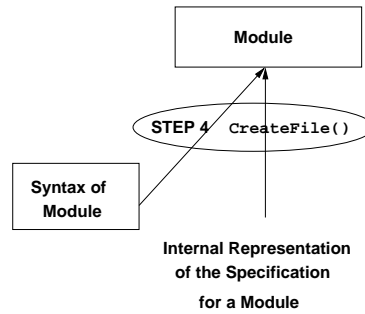 Module
STEP 4 CreateFile()
Syntax of
Module
Internal Representation
of the Specification
for a Module